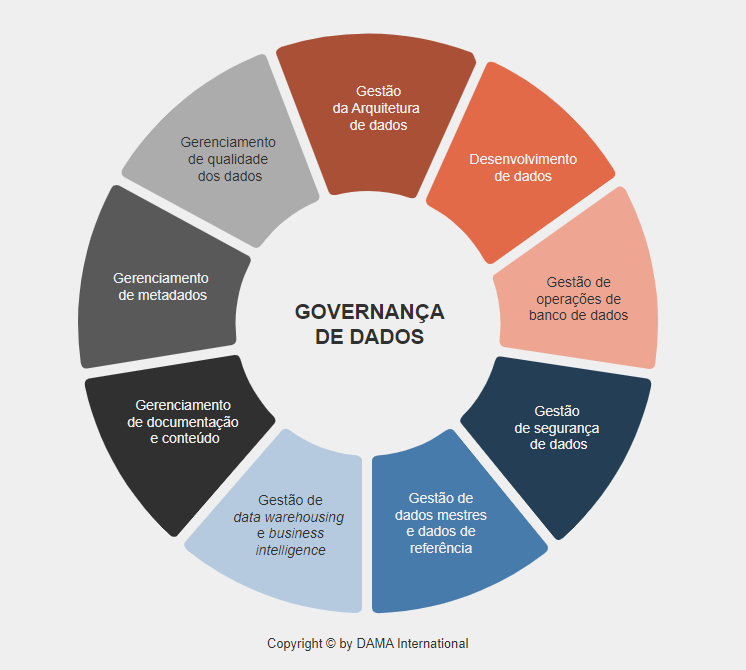 Gestão
da Arquitetura
de dados
Desenvolvimento
de dados
Gestão de
operações de
banco de dados
Gestão
de segurança
de dados
Gestão de
dados mestres
e dados de
referência
Gestão de
data warehousing
e business
intelligence
Gerenciamento
de documentação
e conteúdo
Gerenciamento
de metadados
Gerenciamento
de qualidade
dos dados
GOVERNANÇA
DE DADOS
Copyright © by DAMA International